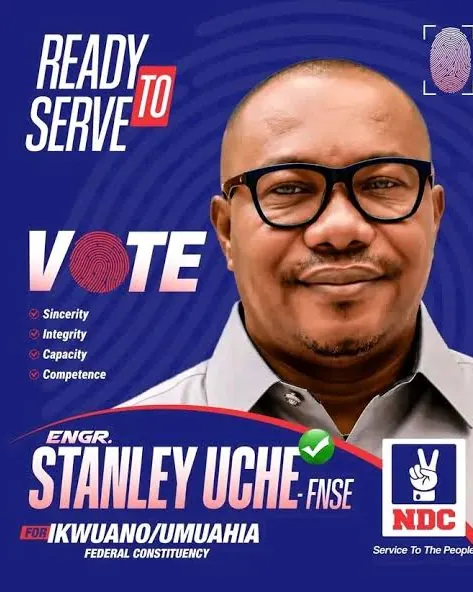 READY
TO
SERVE
VOTE
Sincerity
Integrity
Capacity
Competence
ENGR.
STANLEY UCHE - FNSE
FOR IKWUANO/UMUAHIA
FEDERAL CONSTITUENCY
NDC
Service To The People